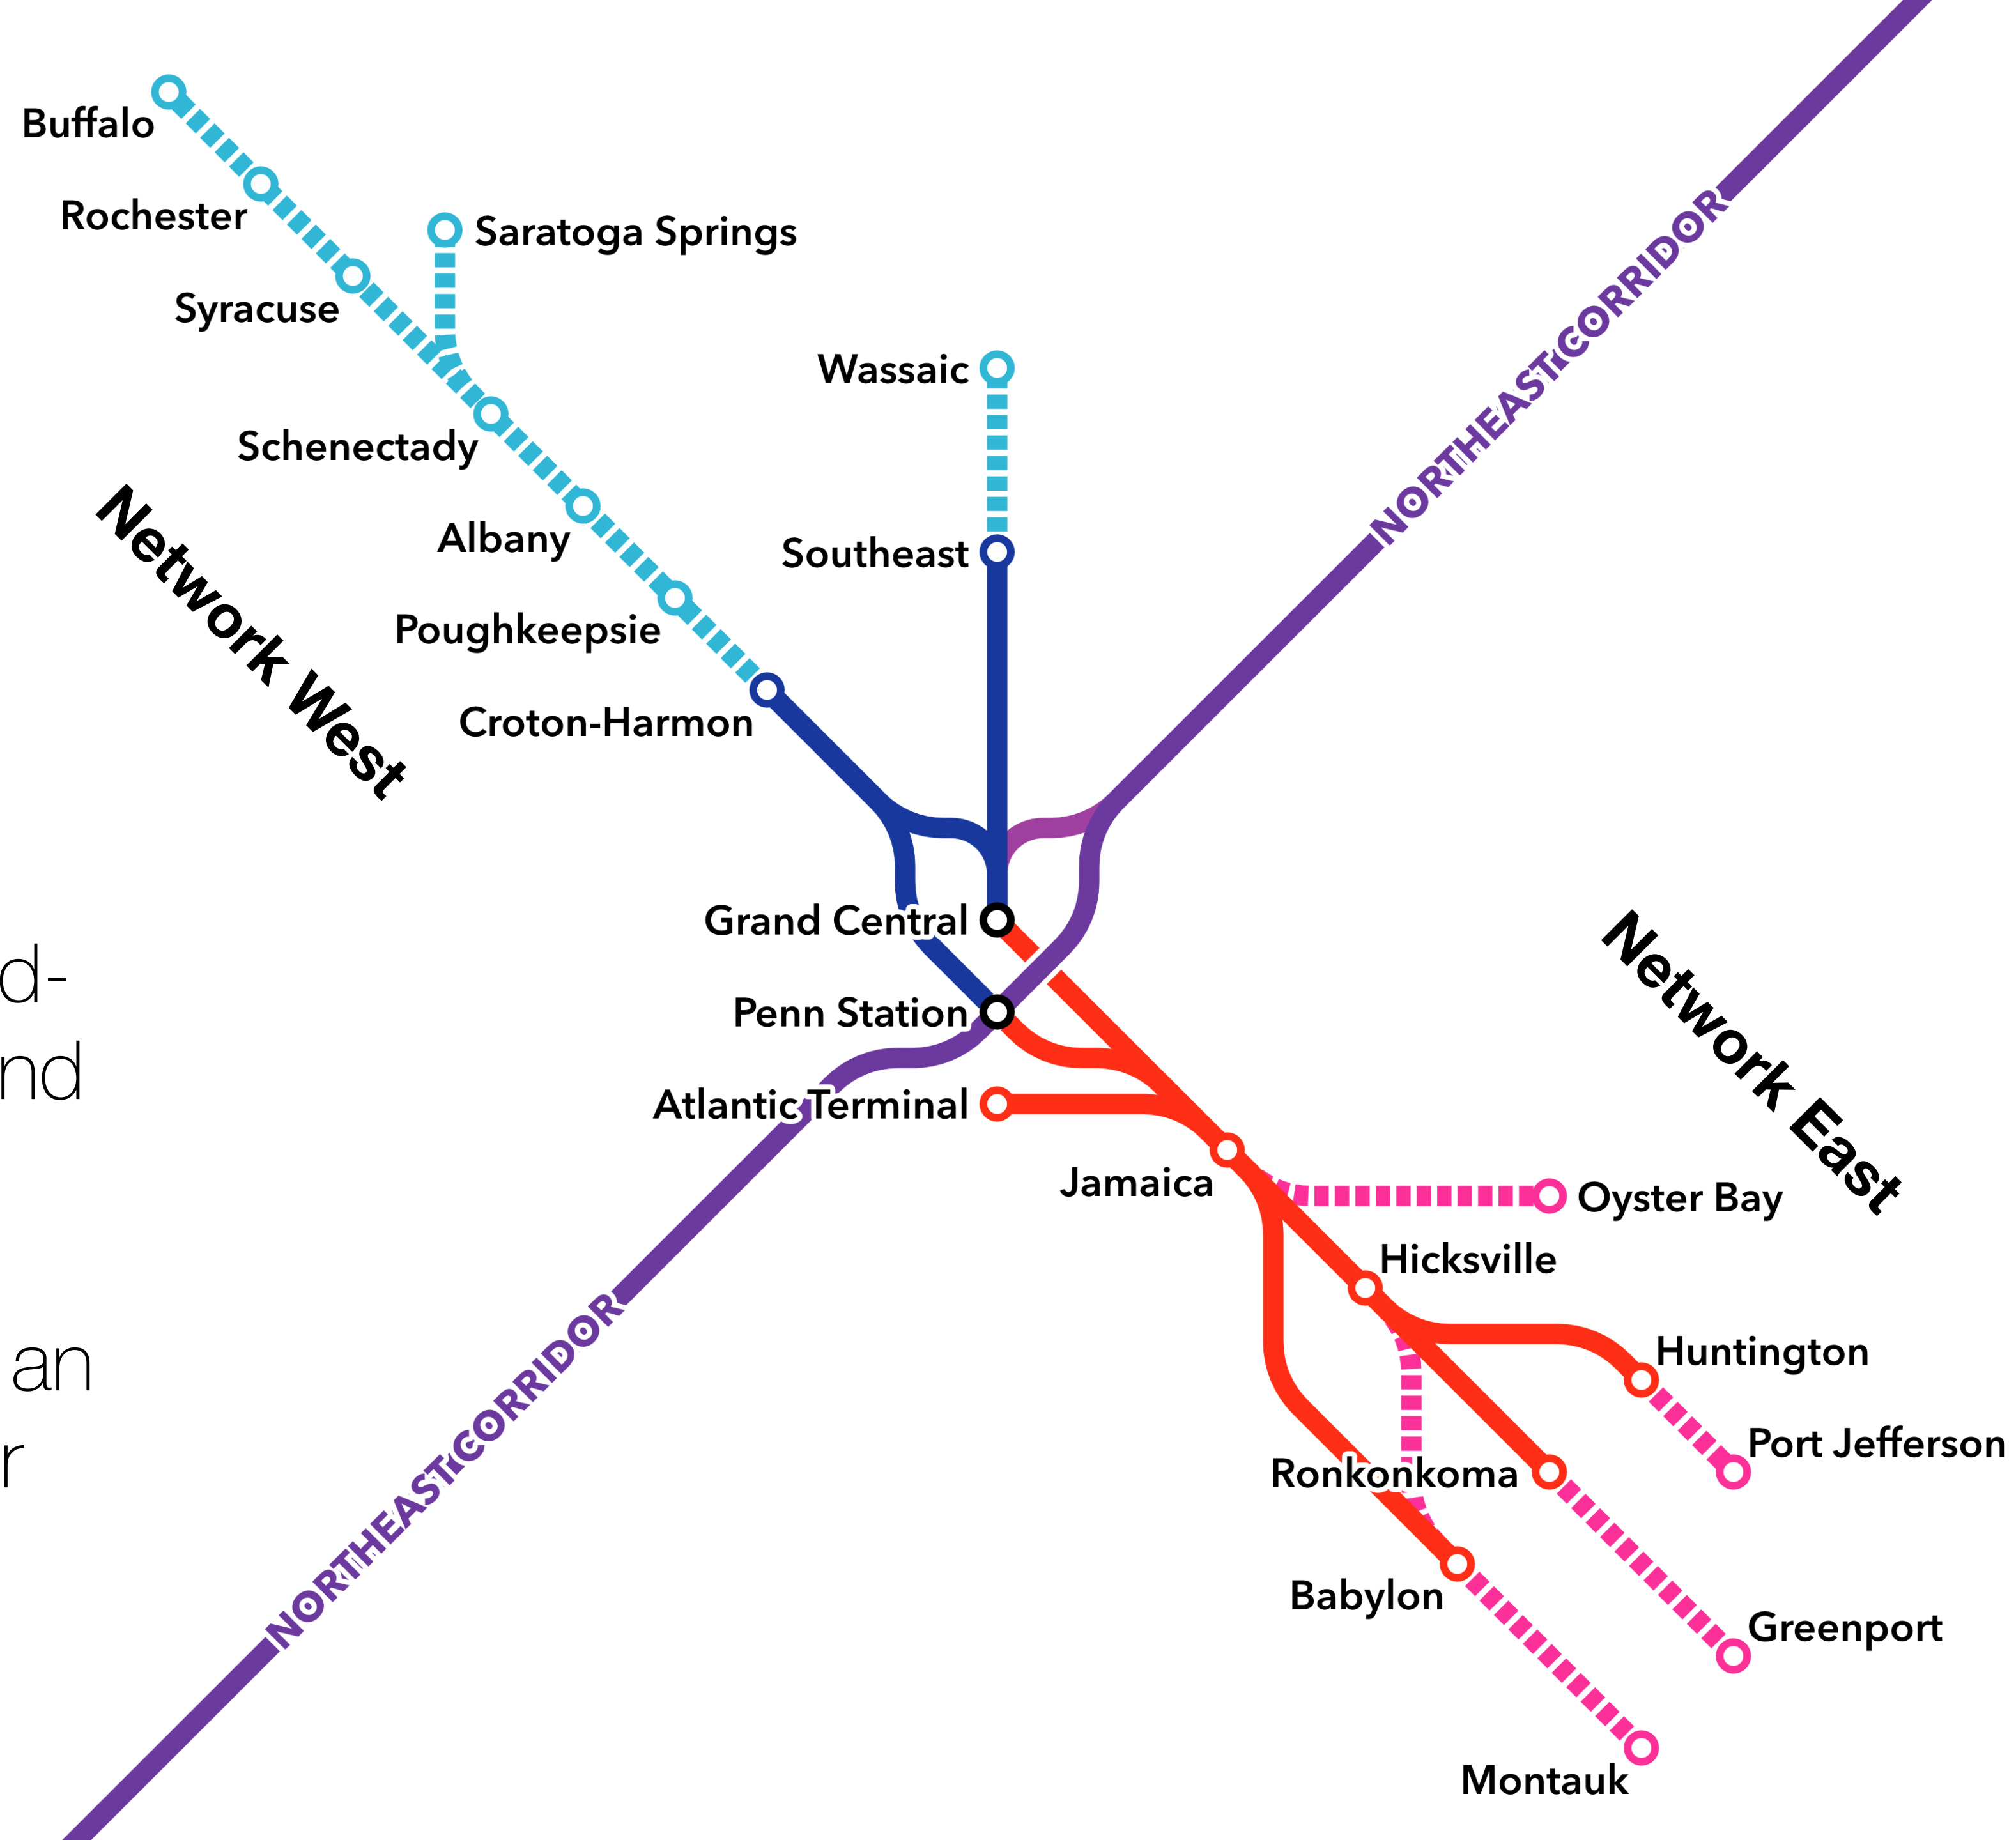 Buffalo
Rochester
Saratoga Springs
Syracuse
Wassaic
Schenectady
Network West
Albany
Southeast
NORTHEAST CORRIDOR
Poughkeepsie
Croton-Harmon
Grand Central
Network East
d-
Penn Station
nd
Atlantic Terminal
Jamaica
Oyster Bay
Hicksville
NORTHEAST CORRIDOR
an
Huntington
Port Jefferson
r
Ronkonkoma
Babylon
Greenport
Montauk